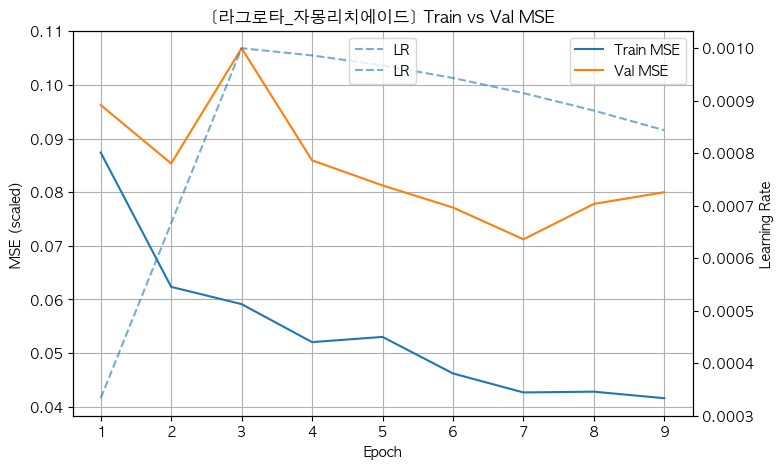 [라그로타_자몽리치에이드] Train vs Val MSE
LR
LR
Train MSE
Val MSE
MSE (scaled)
0.11
0.10
0.09
0.08
0.07
0.06
0.05
0.04
Learning Rate
0.0010
0.0009
0.0008
0.0007
0.0006
0.0005
0.0004
0.0003
1 2 3 4 5 6 7 8 9
Epoch